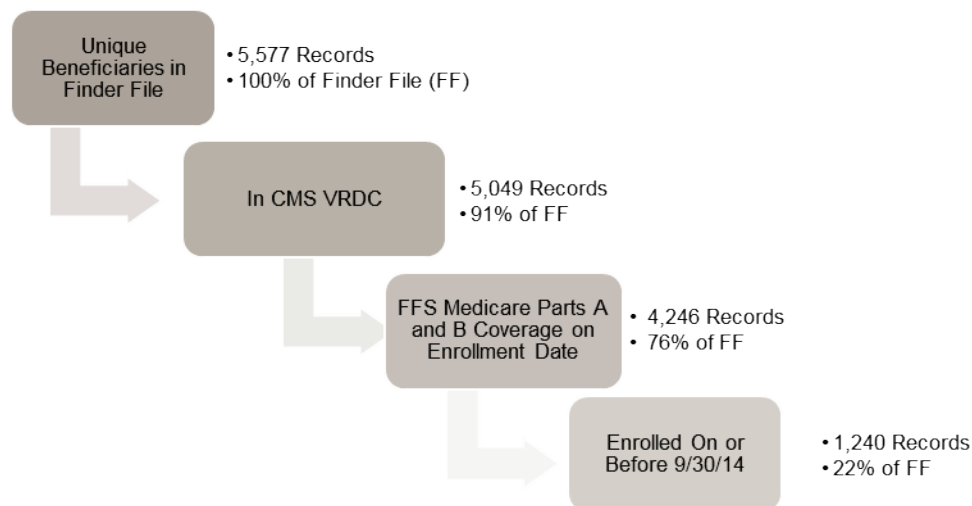 Unique
Beneficiaries in
Finder File
• 5,577 Records
• 100% of Finder File (FF)
In CMS VRDC
• 5,049 Records
• 91% of FF
FFS Medicare Parts A
and B Coverage on
Enrollment Date
• 4,246 Records
• 76% of FF
Enrolled On or
Before 9/30/14
• 1,240 Records
• 22% of FF